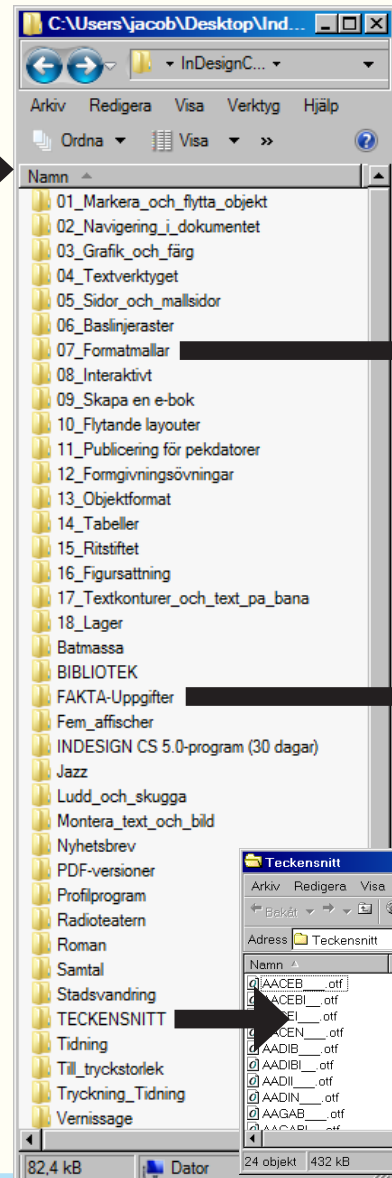 C:\Users\jacob\Desktop\Ind...
InDesignC...
Arkiv Redigera Visa Verktyg Hjälp
Ordna Visa »
Namn
01_Markera_och_flytta_objekt
02_Navigering_i_dokumentet
03_Grafik_och_färg
04_Textverktyget
05_Sidor_och_mallsidor
06_Baslinjeraster
07_Formatmallar
08_Interaktivt
09_Skapa en e-bok
10_Flytande layouter
11_Publicering för pekdatorer
12_Formgivningsövningar
13_Objektformat
14_Tabeller
15_Ritstiftet
16_Figursattning
17_Textkonturer_och_text_pa_bana
18_Lager
Batmassa
BIBLIOTEK
FAKTA-Uppgifter
Fem_affischer
INDESIGN CS 5.0-program (30 dagar)
Jazz
Ludd_och_skugga
Montera_text_och_bild
Nyhetsbrev
PDF-versioner
Profilprogram
Radioteatern
Roman
Samtal
Stadsvandring
TECKENSNITT
Tidning
Till_tryckstorlek
Tryckning_Tidning
Vernissage
82,4 kB Dator
Teckensnitt
Arkiv Redigera Visa
Bakåt
Adress Teckensnitt
Namn
AACEB___.otf
AACEBI__.otf
CEI___.otf
CEN___.otf
AADIB___.otf
AADIBI__.otf
AADII___.otf
AADIN___.otf
AAGAB___.otf
24 objekt 432 kB